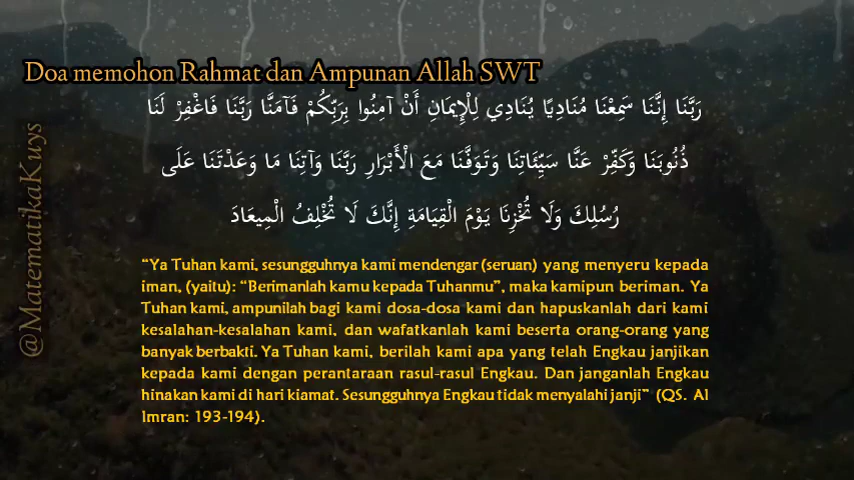 Doa memohon Rahmat dan Ampunan Allah SWT
رَبَّنَا إِنَّنَا سَمِعْنَا مُنَادِيًا يُنَادِي لِلْإِيمَانِ أَنْ آمِنُوا بِرَبِّكُمْ فَآمَنَّا رَبَّنَا فَاغْفِرْ لَنَا
ذُنُوبَنَا وَكَفِّرْ عَنَّا سَيِّئَاتِنَا وَتَوَفَّنَا مَعَ الْأَبْرَارِ رَبَّنَا وَآتِنَا مَا وَعَدْتَنَا عَلَى
رُسُلِكَ وَلَا تُخْزِنَا يَوْمَ الْقِيَامَةِ إِنَّكَ لَا تُخْلِفُ الْمِيعَادَ
“Ya Tuhan kami, sesungguhnya kami mendengar (seruan) yang menyeru kepada
iman, (yaitu): “Berimanlah kamu kepada Tuhanmu”, maka kamipun beriman. Ya
Tuhan kami, ampunilah bagi kami dosa-dosa kami dan hapuskanlah dari kami
kesalahan-kesalahan kami, dan wafatkanlah kami beserta orang-orang yang
banyak berbakti. Ya Tuhan kami, berilah kami apa yang telah Engkau janjikan
kepada kami dengan perantaraan rasul-rasul Engkau. Dan janganlah Engkau
hinakan kami di hari kiamat. Sesungguhnya Engkau tidak menyalahi janji” (QS. Al
Imran: 193-194).
@MatematikaKuys